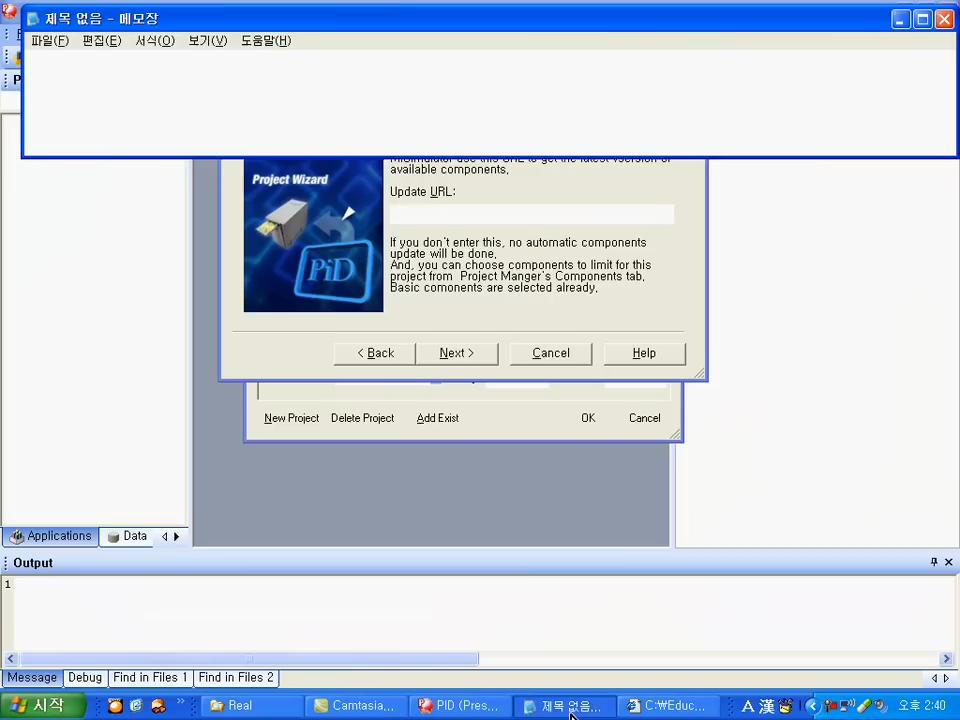 제목 없음 - 메모장
파일(F) 편집(E) 서식(O) 보기(V) 도움말(H)
available components,
Project Wizard
Update URL:
PiD
If you don't enter this, no automatic components
update will be done,
And, you can choose components to limit for this
project from Project Manger's Components tab,
Basic comonents are selected already,
< Back
Next >
Cancel
Help
New Project
Delete Project
Add Exist
OK
Cancel
Applications
Data
Output
1
Message
Debug
Find in Files 1
Find in Files 2
시작
Real
Camtasia...
PID (Pres...
제목 없음...
C:\Educ...
A 漢
오후 2:40